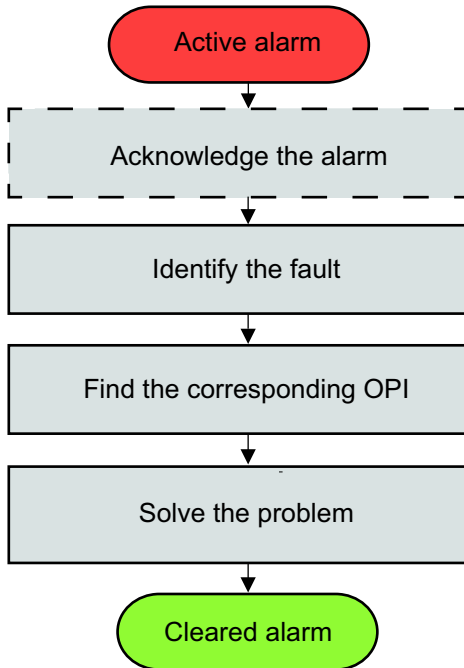 Active alarm
Acknowledge the alarm
Identify the fault
Find the corresponding OPI
Solve the problem
Cleared alarm